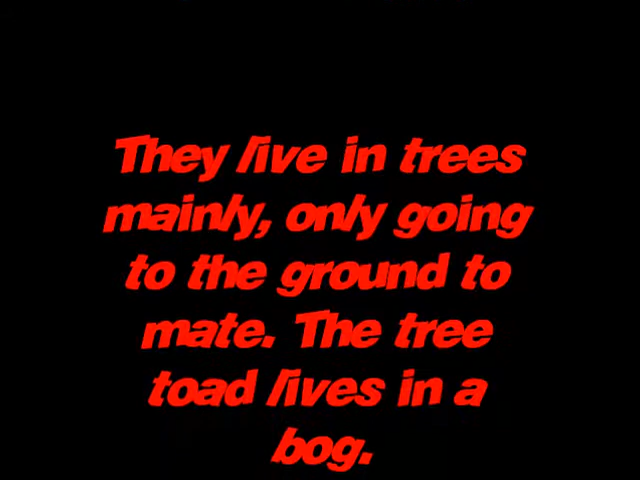 They live in trees
mainly, only going
to the ground to
mate. The tree
toad lives in a
bog.